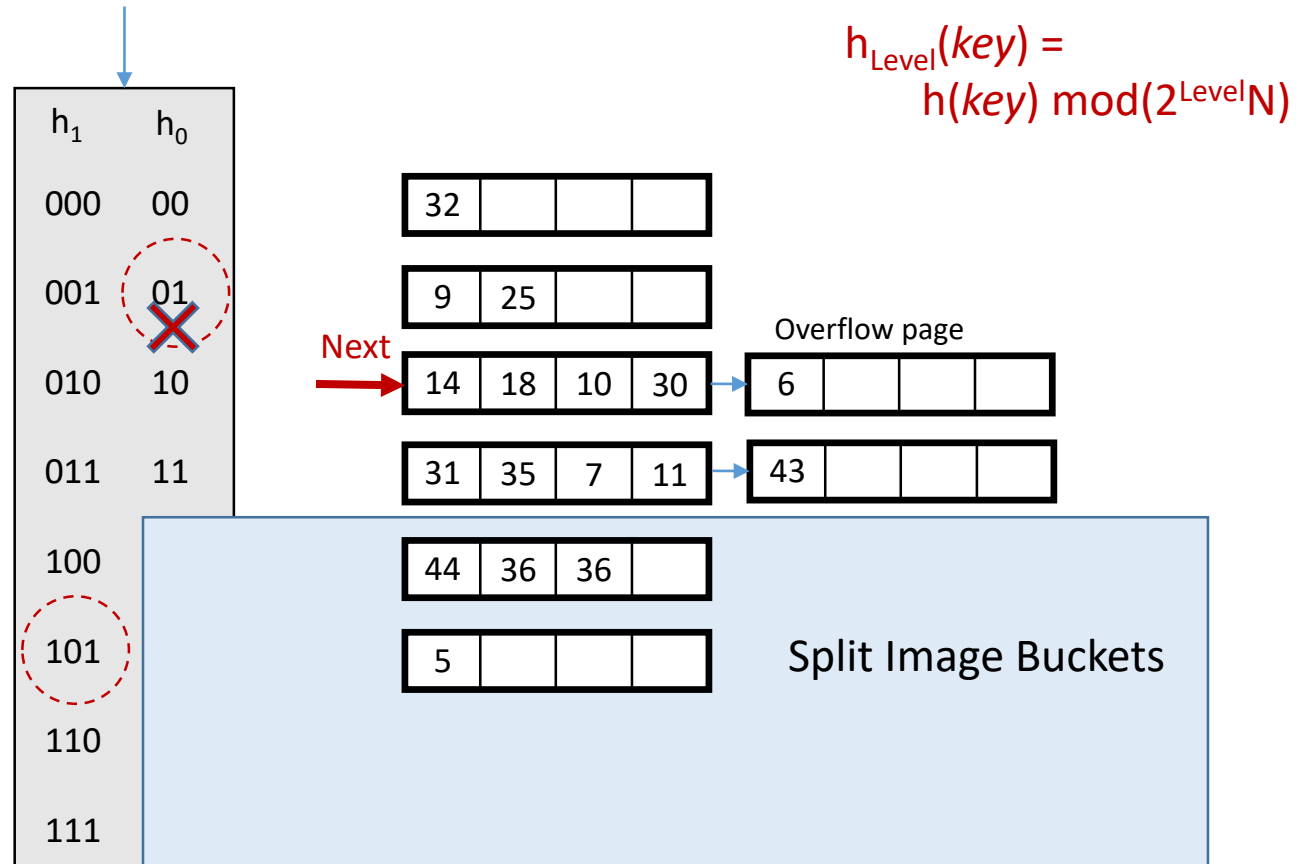 h_Level(key) =
h(key) mod(2^Level N)
h₁ h₀
000 00
32
001 01
9 25
Overflow page
Next
010 10
14 18 10 30
6
011 11
31 35 7 11
43
100
44 36 36
101
5
Split Image Buckets
110
111